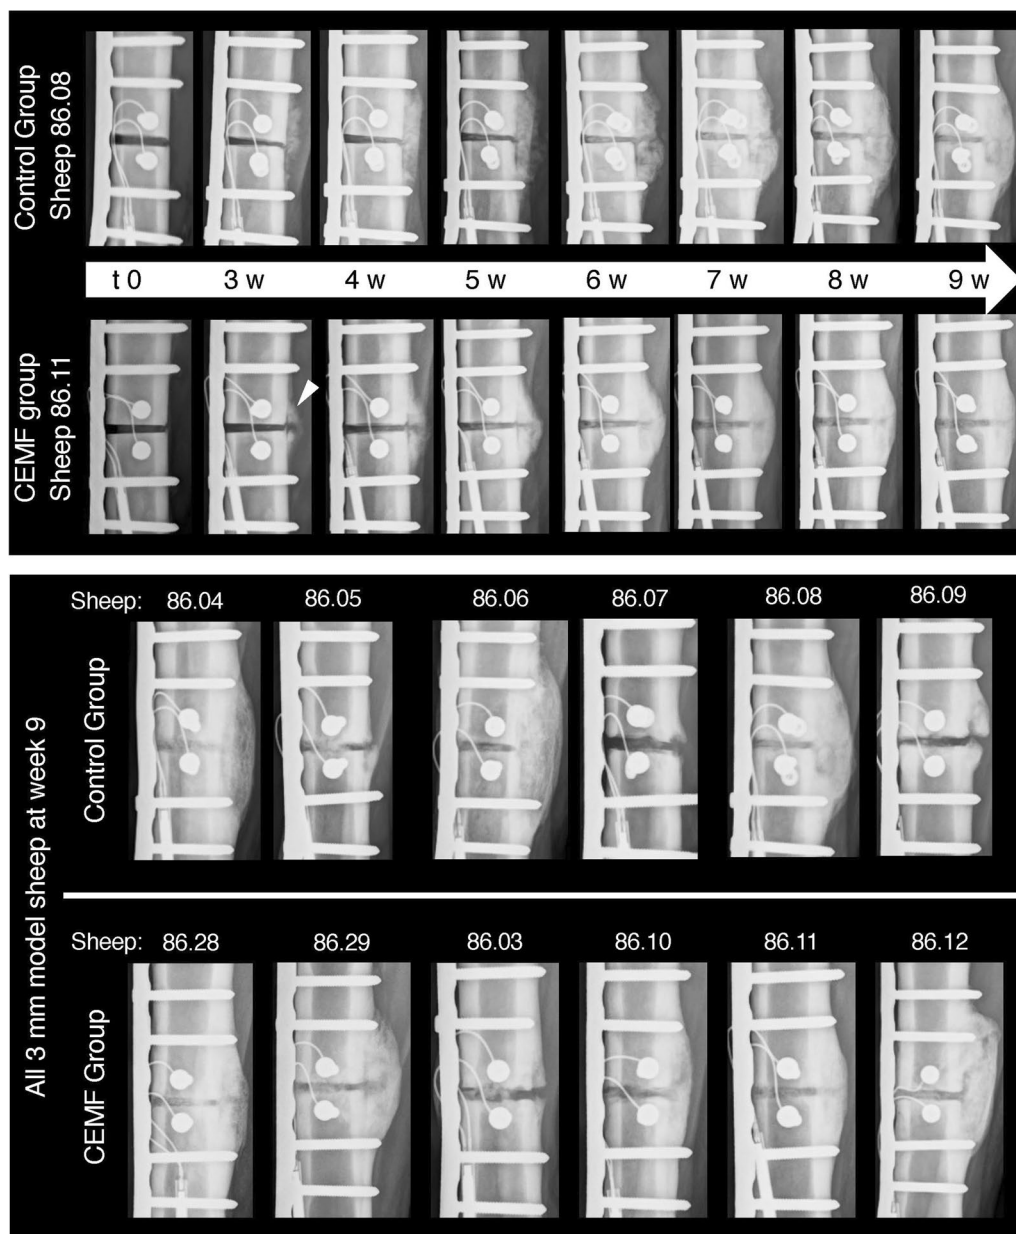 Control Group
Sheep 86.08
t 0 3 w 4 w 5 w 6 w 7 w 8 w 9 w
CEMF group
Sheep 86.11
All 3 mm model sheep at week 9
Sheep: 86.04 86.05 86.06 86.07 86.08 86.09
Control Group
Sheep: 86.28 86.29 86.03 86.10 86.11 86.12
CEMF Group